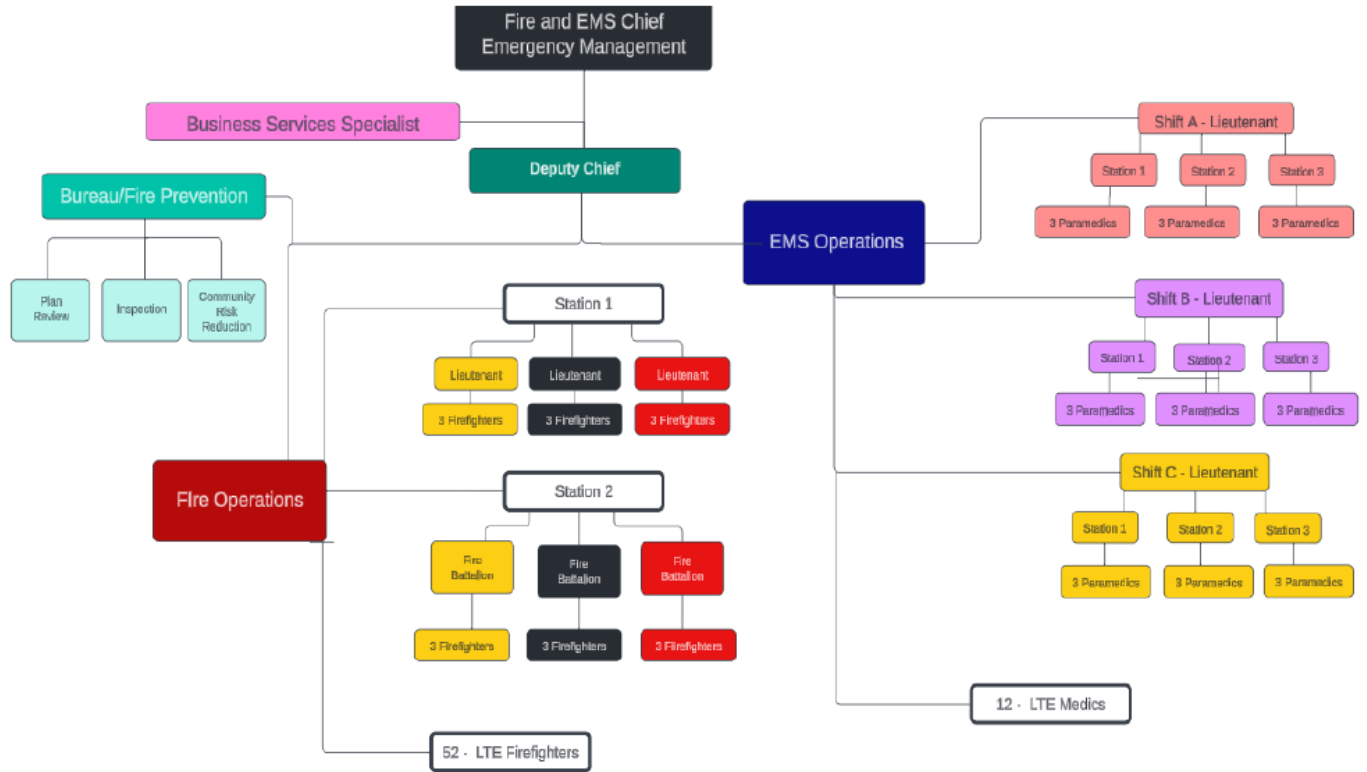 Fire and EMS Chief
Emergency Management
Business Services Specialist
Deputy Chief
Bureau/Fire Prevention
Plan
Review
Inspection
Community
Risk
Reduction
EMS Operations
Shift A - Lieutenant
Station 1
Station 2
Station 3
3 Paramedics
3 Paramedics
3 Paramedics
Shift B - Lieutenant
Station 1
Station 2
Station 3
3 Paramedics
3 Paramedics
3 Paramedics
Shift C - Lieutenant
Station 1
Station 2
Station 3
3 Paramedics
3 Paramedics
3 Paramedics
12 - LTE Medics
FIre Operations
Station 1
Lieutenant
Lieutenant
Lieutenant
3 Firefighters
3 Firefighters
3 Firefighters
Station 2
Fire
Battalion
Fire
Battalion
Fire
Battalion
3 Firefighters
3 Firefighters
3 FIirefighters
52 - LTE Firefighters